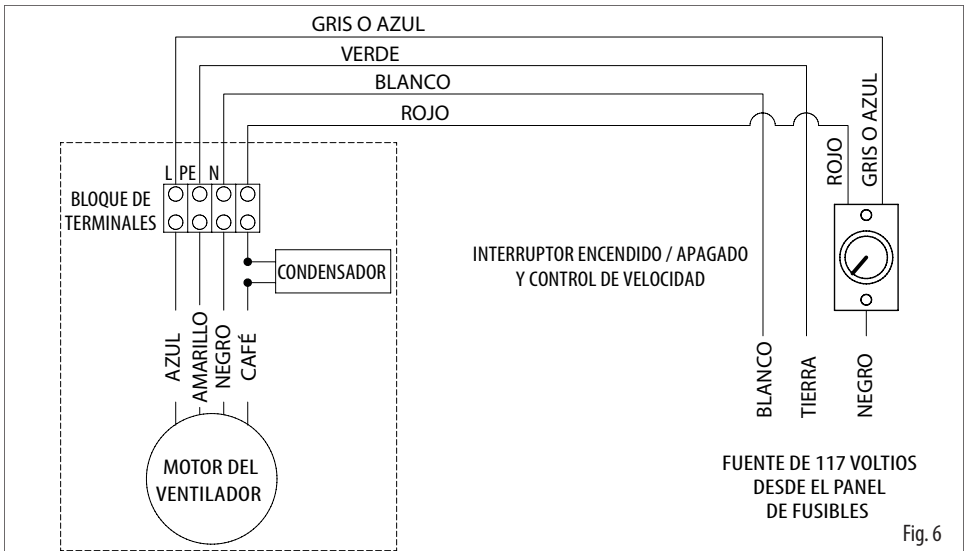 GRIS O AZUL
VERDE
BLANCO
ROJO
ROJO
GRIS O AZUL
L PE N
BLOQUE DE
TERMINALES
CONDENSADOR
INTERRUPTOR ENCENDIDO / APAGADO
Y CONTROL DE VELOCIDAD
AZUL
AMARILLO
NEGRO
CAFÉ
BLANCO
TIERRA
NEGRO
MOTOR DEL
VENTILADOR
FUENTE DE 117 VOLTIOS
DESDE EL PANEL
DE FUSIBLES
Fig. 6